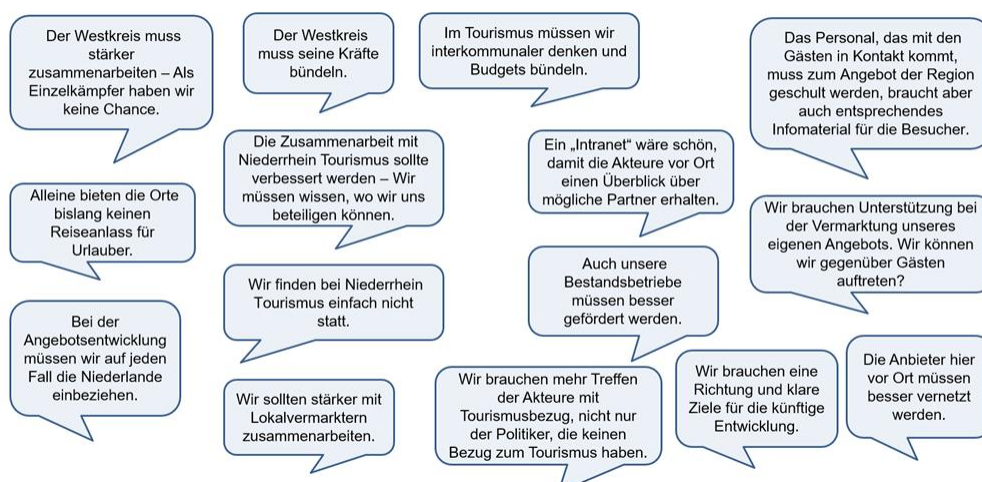 Der Westkreis muss
stärker
zusammenarbeiten – Als
Einzelkämpfer haben wir
keine Chance.
Der Westkreis
muss seine Kräfte
bündeln.
Im Tourismus müssen wir
interkommunaler denken und
Budgets bündeln.
Das Personal, das mit den
Gästen in Kontakt kommt,
muss zum Angebot der Region
geschult werden, braucht aber
auch entsprechendes
Infomaterial für die Besucher.
Die Zusammenarbeit mit
Niederrhein Tourismus sollte
verbessert werden – Wir
müssen wissen, wo wir uns
beteiligen können.
Ein „Intranet“ wäre schön,
damit die Akteure vor Ort
einen Überblick über
mögliche Partner erhalten.
Alleine bieten die Orte
bislang keinen
Reiseanlass für
Urlauber.
Wir brauchen Unterstützung bei
der Vermarktung unseres
eigenen Angebots. Wir können
wir gegenüber Gästen
auftreten?
Wir finden bei Niederrhein
Tourismus einfach nicht
statt.
Auch unsere
Bestandsbetriebe
müssen besser
gefördert werden.
Bei der
Angebotsentwicklung
müssen wir auf jeden
Fall die Niederlande
einbeziehen.
Wir sollten stärker mit
Lokalvermarktern
zusammenarbeiten.
Wir brauchen mehr Treffen
der Akteure mit
Tourismusbezug, nicht nur
der Politiker, die keinen
Bezug zum Tourismus haben.
Wir brauchen eine
Richtung und klare
Ziele für die künftige
Entwicklung.
Die Anbieter hier
vor Ort müssen
besser vernetzt
werden.